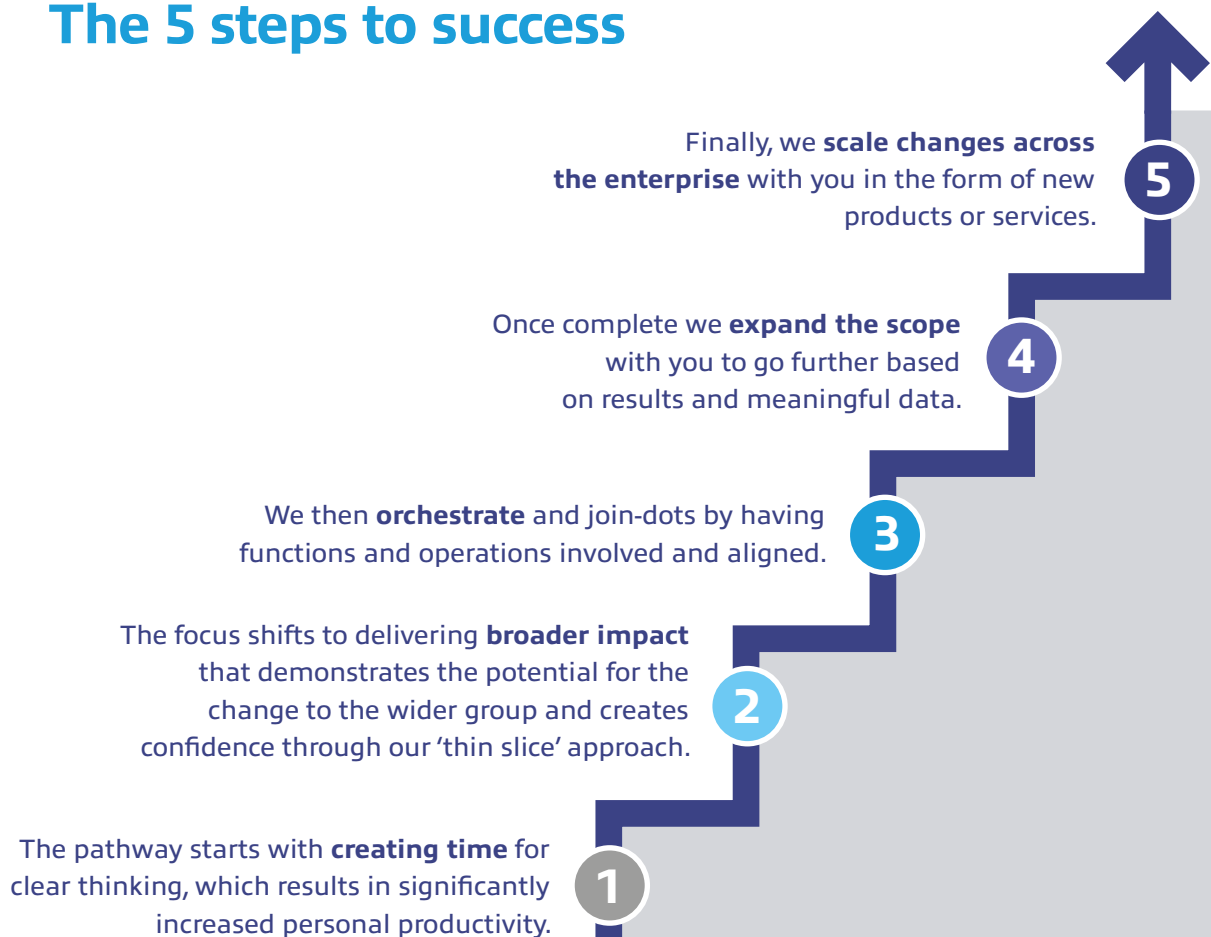 The 5 steps to success
Finally, we scale changes across
the enterprise with you in the form of new
products or services.
5
Once complete we expand the scope
with you to go further based
on results and meaningful data.
4
We then orchestrate and join-dots by having
functions and operations involved and aligned.
3
The focus shifts to delivering broader impact
that demonstrates the potential for the
change to the wider group and creates
confidence through our ‘thin slice’ approach.
2
The pathway starts with creating time for
clear thinking, which results in significantly
increased personal productivity.
1